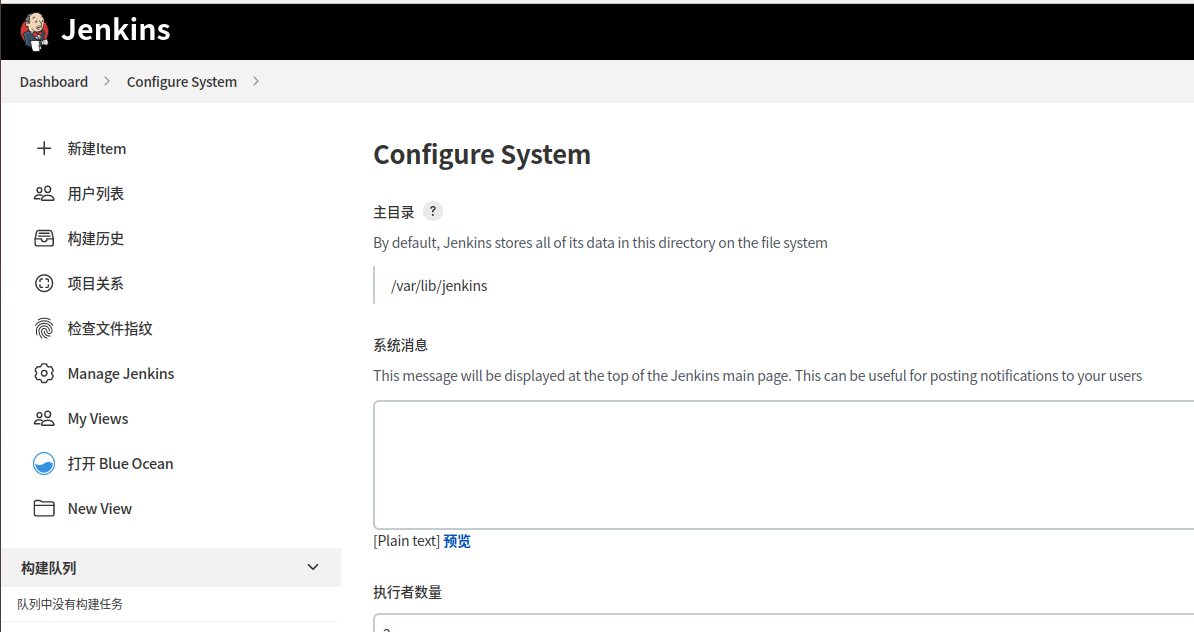 Jenkins
Dashboard
Configure System
新建Item
用户列表
构建历史
项目关系
检查文件指纹
Manage Jenkins
My Views
打开 Blue Ocean
New View
构建队列
队列中没有构建任务
Configure System
主目录 ?
By default, Jenkins stores all of its data in this directory on the file system
/var/lib/jenkins
系统消息
This message will be displayed at the top of the Jenkins main page. This can be useful for posting notifications to your users
[Plain text] 预览
执行者数量